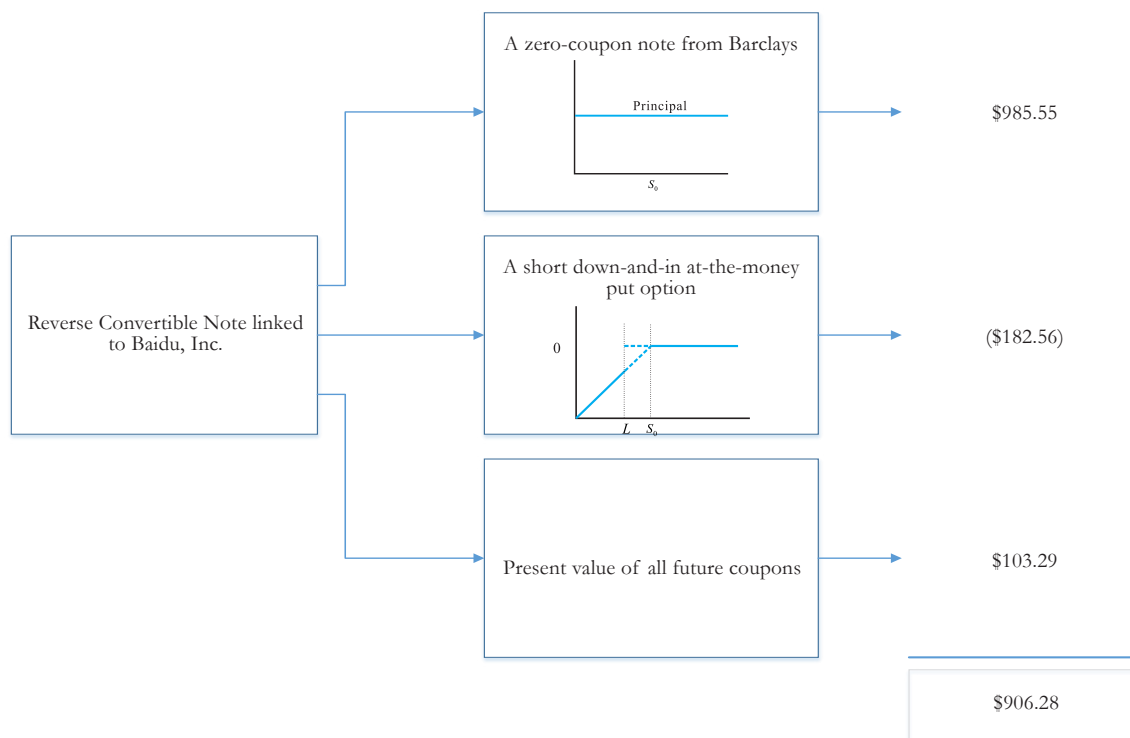 A zero-coupon note from Barclays
Principal
S₀
$985.55
Reverse Convertible Note linked
to Baidu, Inc.
A short down-and-in at-the-money
put option
0
L S₀
($182.56)
Present value of all future coupons
$103.29
$906.28